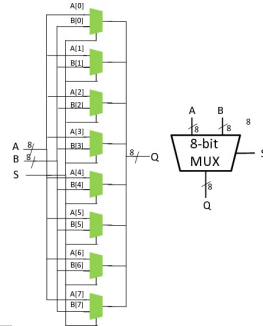 A[0]
B[0]
A[1]
B[1]
A[2]
B[2]
A[3]
B[3]
A[4]
B[4]
A[5]
B[5]
A[6]
B[6]
A[7]
B[7]
A 8
B 8
S
8 Q
A B
8 8 8
8-bit
MUX
S
8
Q